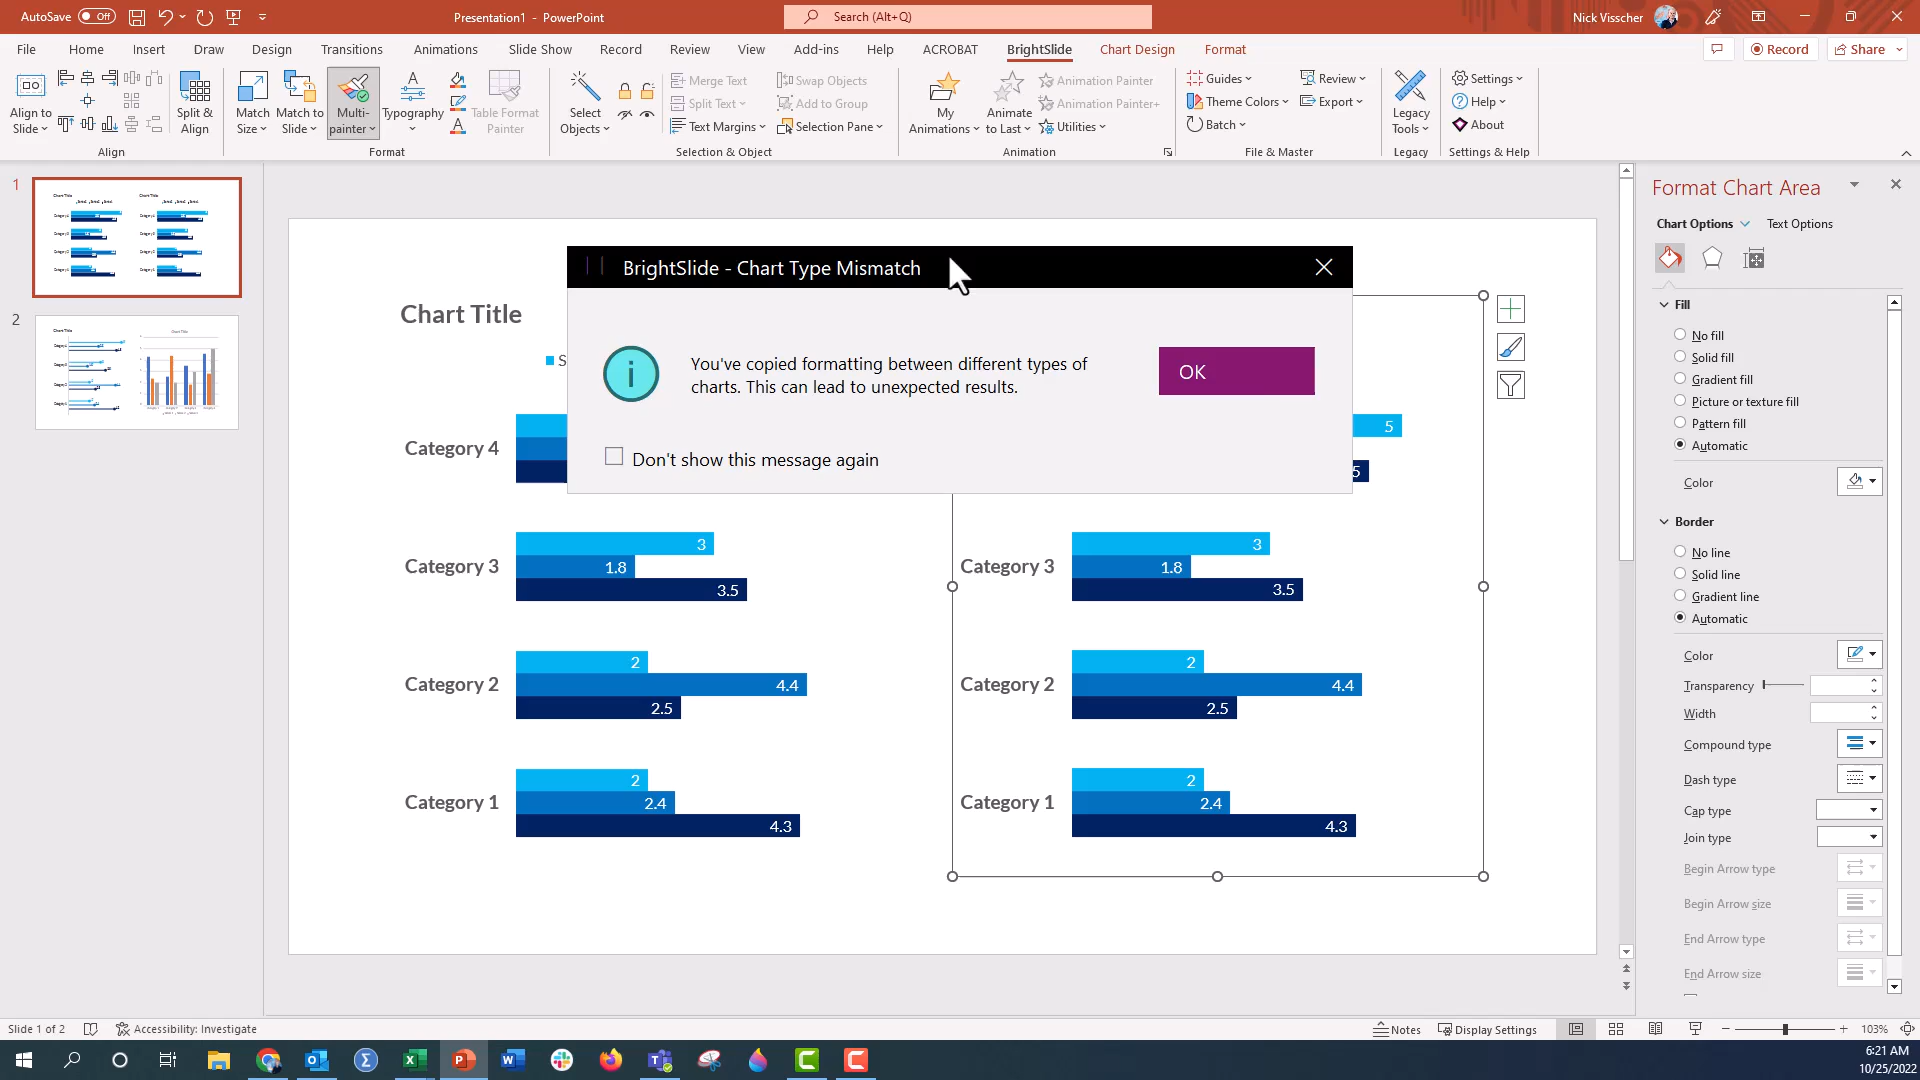 AutoSave Off
Presentation1 - PowerPoint
Search (Alt+Q)
Nick Visscher
File Home Insert Draw Design Transitions Animations Slide Show Record Review View Add-ins Help ACROBAT BrightSlide Chart Design Format
Record
Share
Align to Slide
Split & Align
Align
Match Size
Match to Slide
Multi-painter
Typography
Table Format Painter
Format
Select Objects
Merge Text
Split Text
Text Margins
Swap Objects
Add to Group
Selection Pane
Selection & Object
My Animations
Animate to Last
Animation Painter
Animation Painter+
Utilities
Animation
Guides
Theme Colors
Batch
Review
Export
File & Master
Legacy Tools
Legacy
Settings
Help
About
Settings & Help
1
2
Chart Title
S
Category 4
Category 3
3
1.8
3.5
Category 2
2
4.4
2.5
Category 1
2
2.4
4.3
5
5
Category 3
3
1.8
3.5
Category 2
2
4.4
2.5
Category 1
2
2.4
4.3
BrightSlide - Chart Type Mismatch
You've copied formatting between different types of
charts. This can lead to unexpected results.
OK
Don't show this message again
Format Chart Area
Chart Options
Text Options
Fill
No fill
Solid fill
Gradient fill
Picture or texture fill
Pattern fill
Automatic
Color
Border
No line
Solid line
Gradient line
Automatic
Color
Transparency
Width
Compound type
Dash type
Cap type
Join type
Begin Arrow type
Begin Arrow size
End Arrow type
End Arrow size
Slide 1 of 2
Accessibility: Investigate
Notes
Display Settings
103%
6:21 AM
10/25/2022